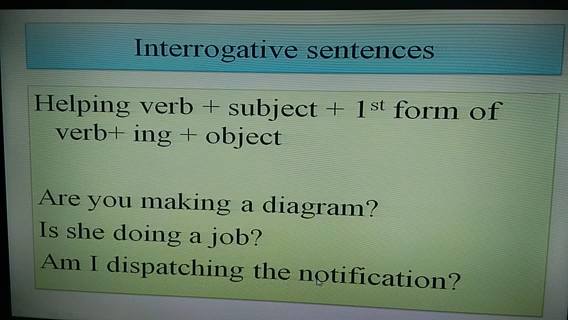 Interrogative sentences
Helping verb + subject + 1st form of
verb+ ing + object
Are you making a diagram?
Is she doing a job?
Am I dispatching the notification?